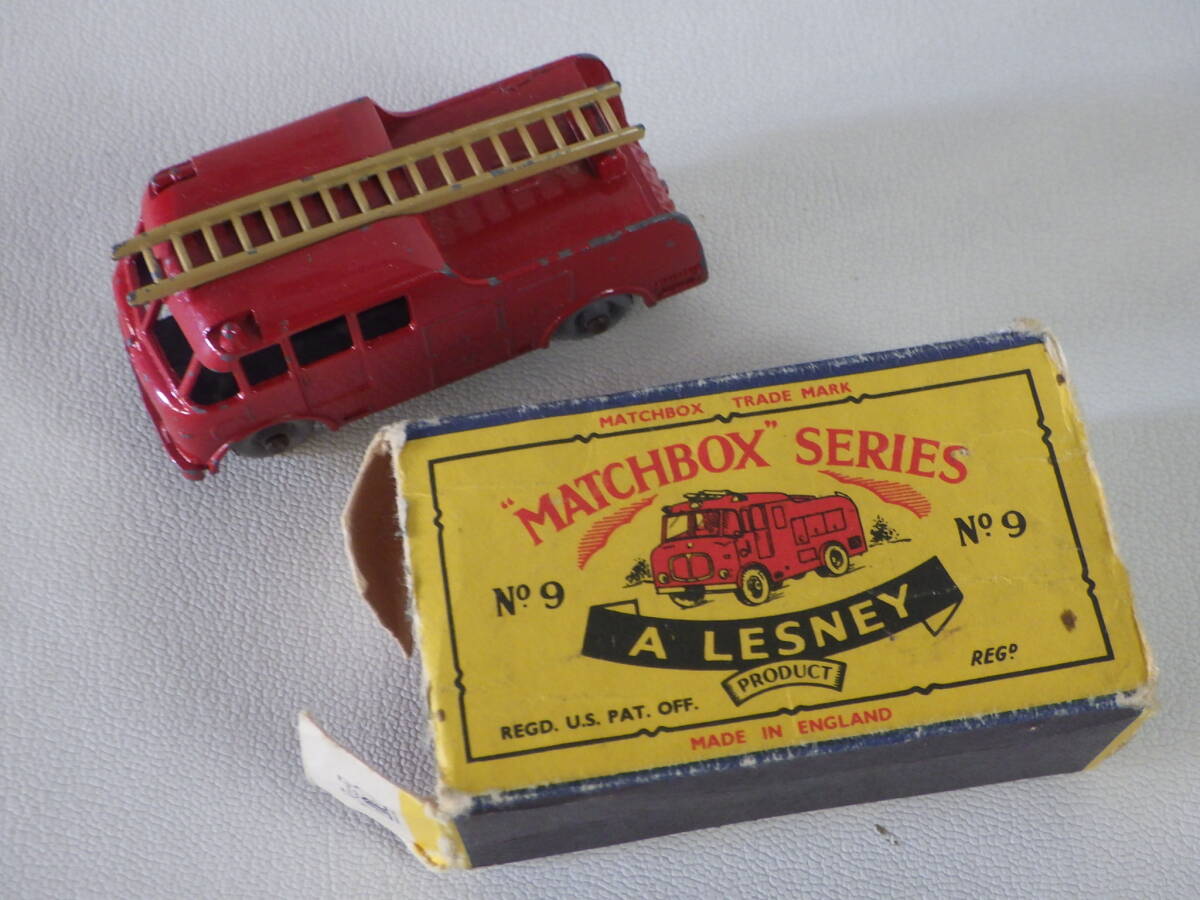 MATCHBOX TRADE MARK
"MATCHBOX" SERIES
Nº 9 Nº 9
A LESNEY
PRODUCT
REGD. U.S. PAT. OFF. REGD
MADE IN ENGLAND